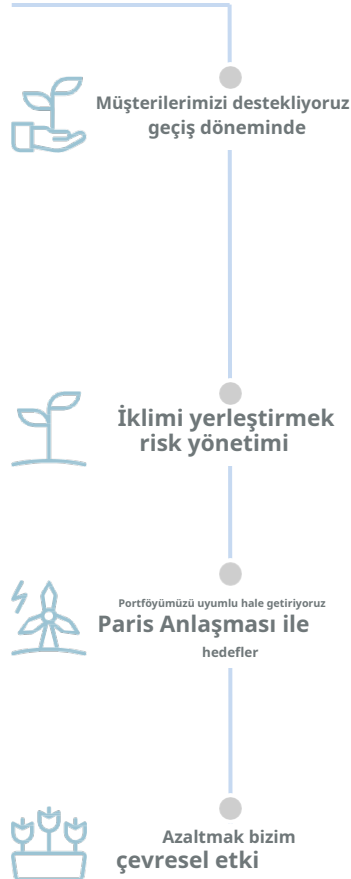 Müşterilerimizi destekliyoruz
geçiş döneminde
İklimi yerleştirmek
risk yönetimi
Portföyümüzü uyumlu hale getiriyoruz
Paris Anlaşması ile
hedefler
Azaltmak bizim
çevresel etki